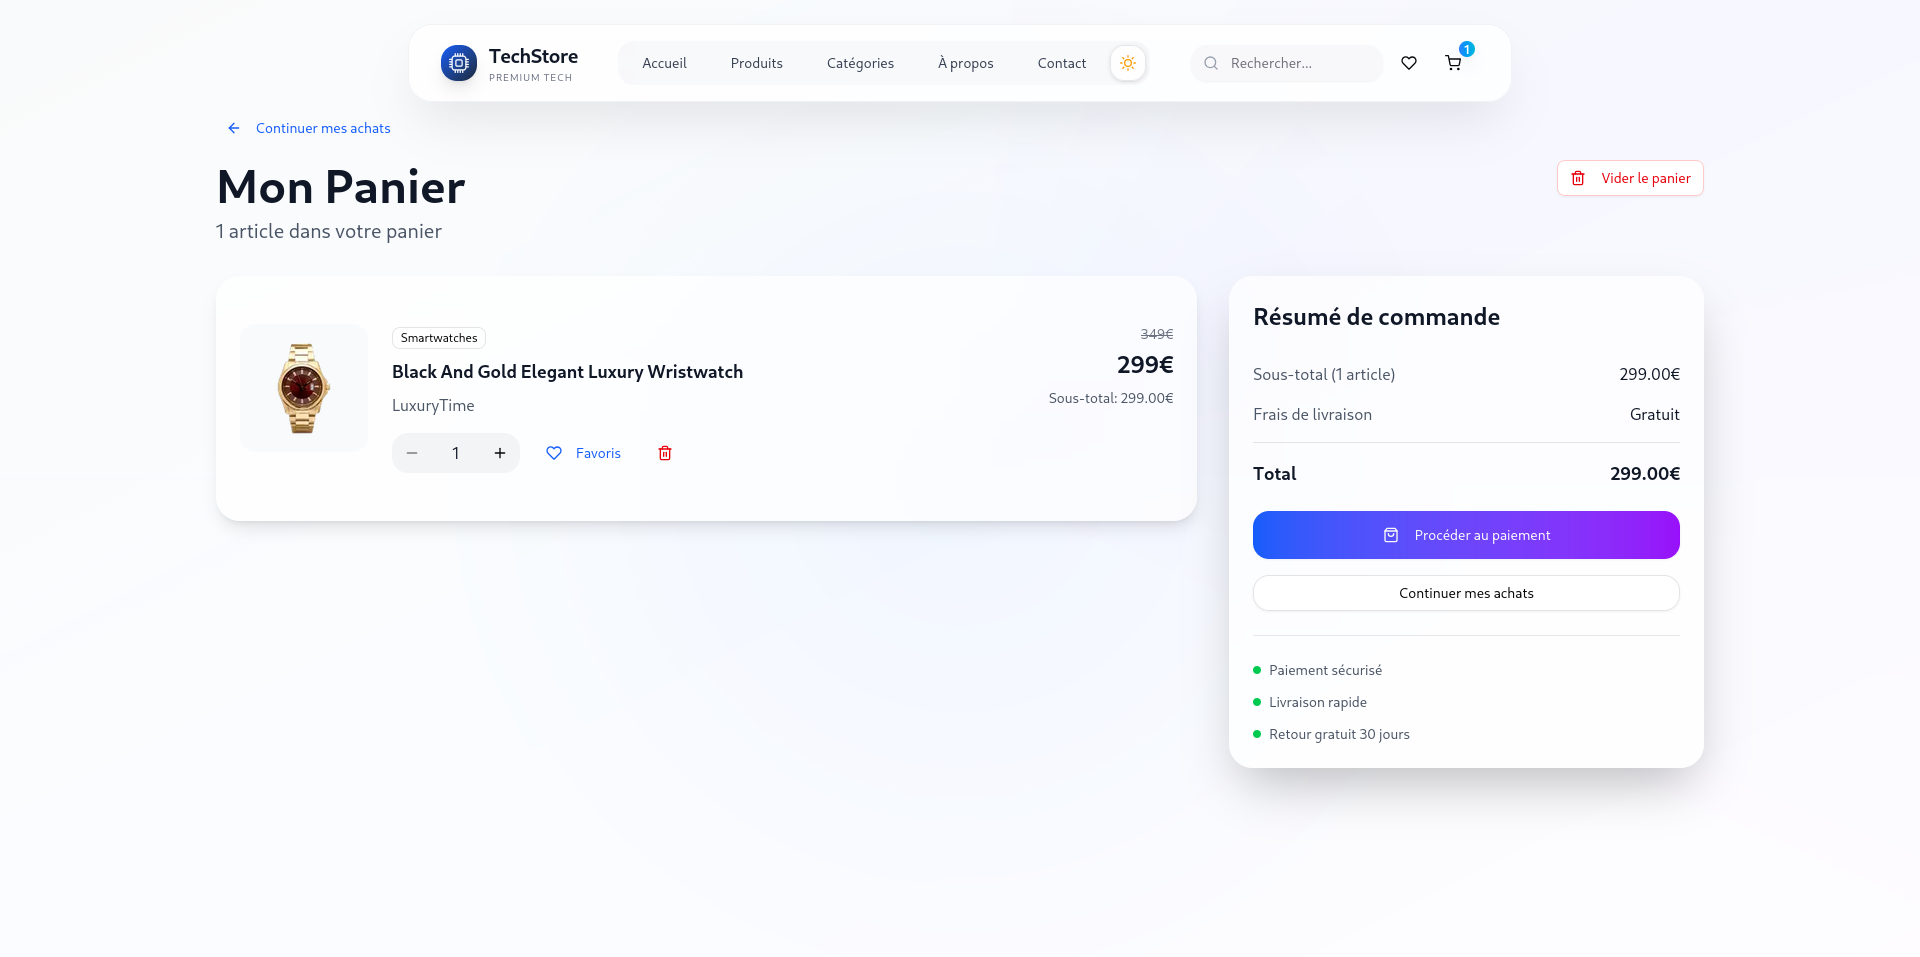 TechStore
PREMIUM TECH
Accueil
Produits
Catégories
À propos
Contact
Rechercher...
1
Continuer mes achats
Mon Panier
1 article dans votre panier
Vider le panier
Smartwatches
Black And Gold Elegant Luxury Wristwatch
LuxuryTime
1
Favoris
349€
299€
Sous-total: 299.00€
Résumé de commande
Sous-total (1 article) 299.00€
Frais de livraison Gratuit
Total 299.00€
Procéder au paiement
Continuer mes achats
Paiement sécurisé
Livraison rapide
Retour gratuit 30 jours